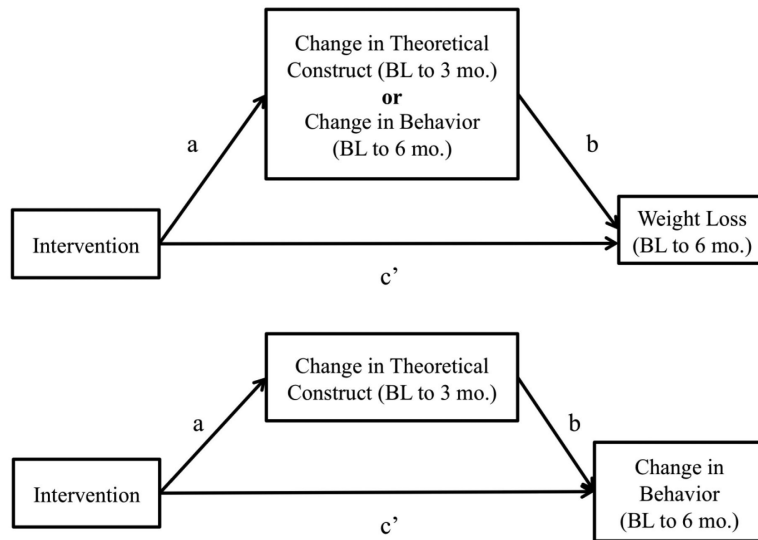 Change in Theoretical
Construct (BL to 3 mo.)
or
Change in Behavior
(BL to 6 mo.)
a
b
Intervention
Weight Loss
(BL to 6 mo.)
c’
Change in Theoretical
Construct (BL to 3 mo.)
a
b
Intervention
Change in
Behavior
(BL to 6 mo.)
c’